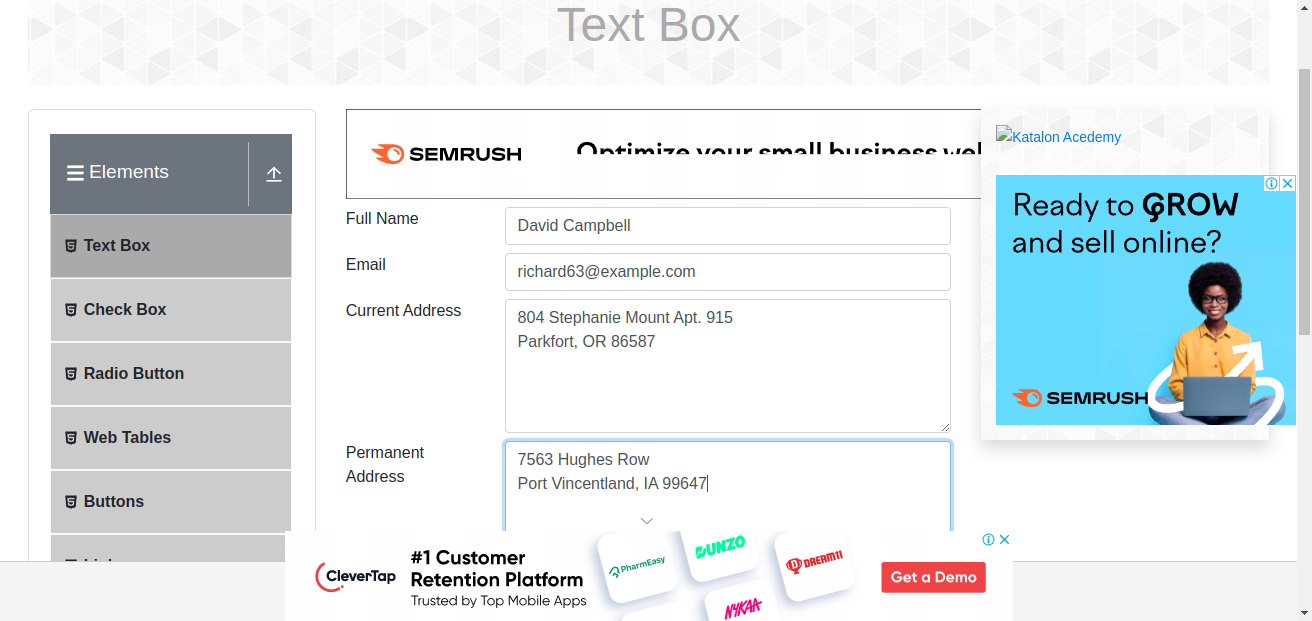 Text Box
Elements
Text Box
Check Box
Radio Button
Web Tables
Buttons
SEMRUSH
Optimize your small business wel
Full Name
David Campbell
Email
richard63@example.com
Current Address
804 Stephanie Mount Apt. 915
Parkfort, OR 86587
Permanent
Address
7563 Hughes Row
Port Vincentland, IA 99647
Katalon Acedemy
Ready to GROW
and sell online?
SEMRUSH
CleverTap
#1 Customer
Retention Platform
Trusted by Top Mobile Apps
PharmEasy
DUNZO
DREAM11
NYKAA
Get a Demo